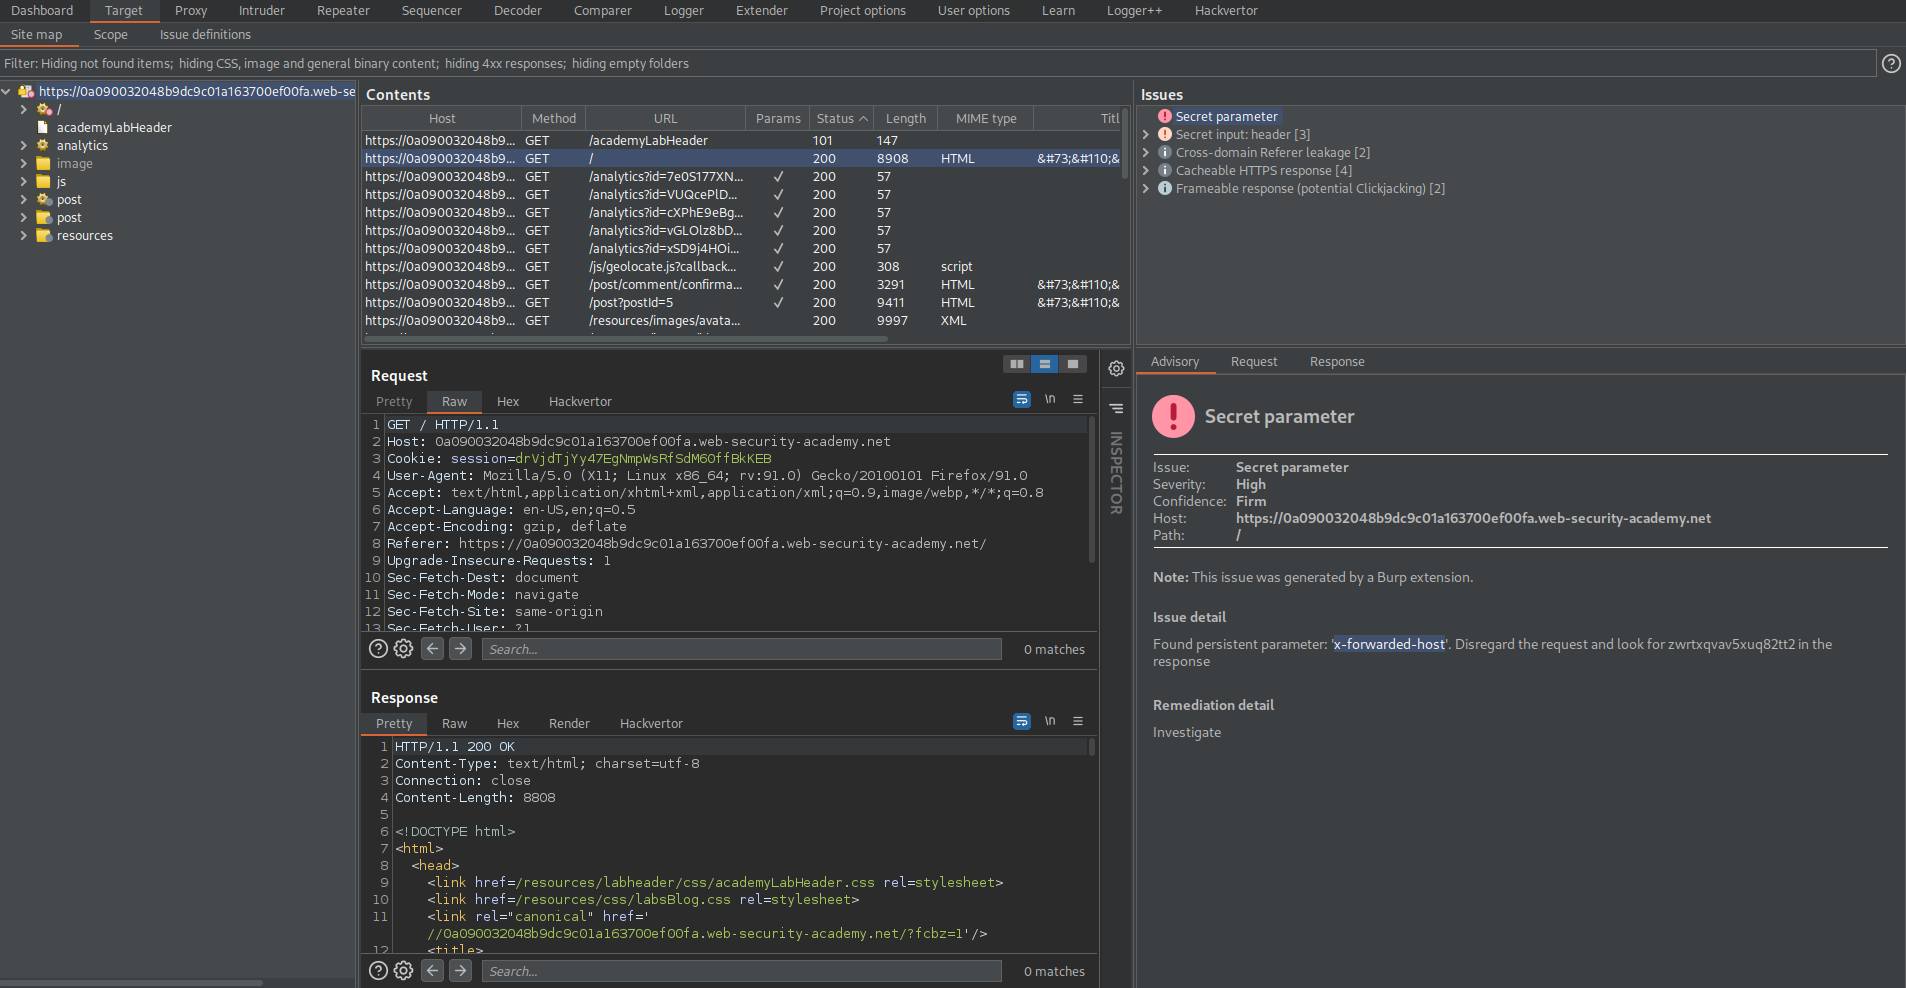 Dashboard Target Proxy Intruder Repeater Sequencer Decoder Comparer Logger Extender Project options User options Learn Logger++ Hackvertor
Site map Scope Issue definitions
Filter: Hiding not found items; hiding CSS, image and general binary content; hiding 4xx responses; hiding empty folders
https://0a090032048b9dc9c01a163700ef00fa.web-se
/
academyLabHeader
analytics
image
js
post
post
resources
Contents
Host Method URL Params Status Length MIME type Titl
https://0a090032048b9... GET /academyLabHeader 101 147
https://0a090032048b9... GET / 200 8908 HTML &#73;&#110;&
https://0a090032048b9... GET /analytics?id=7e0S177XN... ✓ 200 57
https://0a090032048b9... GET /analytics?id=VUQcePlD... ✓ 200 57
https://0a090032048b9... GET /analytics?id=cXPhE9eBg... ✓ 200 57
https://0a090032048b9... GET /analytics?id=vGLOlz8bD... ✓ 200 57
https://0a090032048b9... GET /analytics?id=xSD9j4HOi... ✓ 200 57
https://0a090032048b9... GET /js/geolocate.js?callback... ✓ 200 308 script
https://0a090032048b9... GET /post/comment/confirma... ✓ 200 3291 HTML &#73;&#110;&
https://0a090032048b9... GET /post?postId=5 ✓ 200 9411 HTML &#73;&#110;&
https://0a090032048b9... GET /resources/images/avata... 200 9997 XML
Request
Pretty Raw Hex Hackvertor \n
1 GET / HTTP/1.1
2 Host: 0a090032048b9dc9c01a163700ef00fa.web-security-academy.net
3 Cookie: session=drVjdTjYy47EgNmpWsRfSdM6OffBkKEB
4 User-Agent: Mozilla/5.0 (X11; Linux x86_64; rv:91.0) Gecko/20100101 Firefox/91.0
5 Accept: text/html,application/xhtml+xml,application/xml;q=0.9,image/webp,*/*;q=0.8
6 Accept-Language: en-US,en;q=0.5
7 Accept-Encoding: gzip, deflate
8 Referer: https://0a090032048b9dc9c01a163700ef00fa.web-security-academy.net/
9 Upgrade-Insecure-Requests: 1
10 Sec-Fetch-Dest: document
11 Sec-Fetch-Mode: navigate
12 Sec-Fetch-Site: same-origin
13 Sec-Fetch-User: ?1
Search... 0 matches
Response
Pretty Raw Hex Render Hackvertor \n
1 HTTP/1.1 200 OK
2 Content-Type: text/html; charset=utf-8
3 Connection: close
4 Content-Length: 8808
5
6 <!DOCTYPE html>
7 <html>
8 <head>
9 <link href=/resources/labheader/css/academyLabHeader.css rel=stylesheet>
10 <link href=/resources/css/labsBlog.css rel=stylesheet>
11 <link rel="canonical" href='
//0a090032048b9dc9c01a163700ef00fa.web-security-academy.net/?fcbz=1'/>
12 <title>
Search... 0 matches
INSPECTOR
Issues
Secret parameter
Secret input: header [3]
Cross-domain Referer leakage [2]
Cacheable HTTPS response [4]
Frameable response (potential Clickjacking) [2]
Advisory Request Response
Secret parameter
Issue: Secret parameter
Severity: High
Confidence: Firm
Host: https://0a090032048b9dc9c01a163700ef00fa.web-security-academy.net
Path: /
Note: This issue was generated by a Burp extension.
Issue detail
Found persistent parameter: 'x-forwarded-host'. Disregard the request and look for zwrtxqvav5xuq82tt2 in the
response
Remediation detail
Investigate